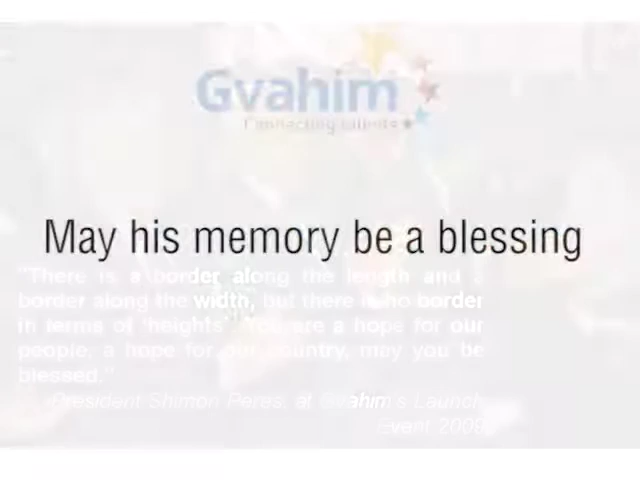 Gvahim
Connecting talents
May his memory be a blessing
"There is a border along the length and a
border along the width, but there is no border
in terms of 'heights'. You are a hope for our
people, a hope for our country, may you be
blessed."
President Shimon Peres, at Gvahim's Launch
Event 2009